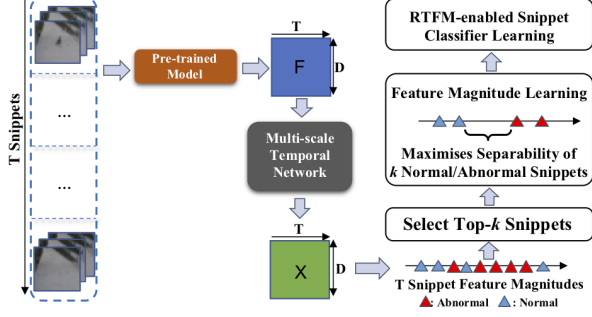 T Snippets
...
...
Pre-trained
Model
T
F
D
Multi-scale
Temporal
Network
T
X
D
RTFM-enabled Snippet
Classifier Learning
Feature Magnitude Learning
Maximises Separability of
k Normal/Abnormal Snippets
Select Top-k Snippets
T Snippet Feature Magnitudes
: Abnormal : Normal